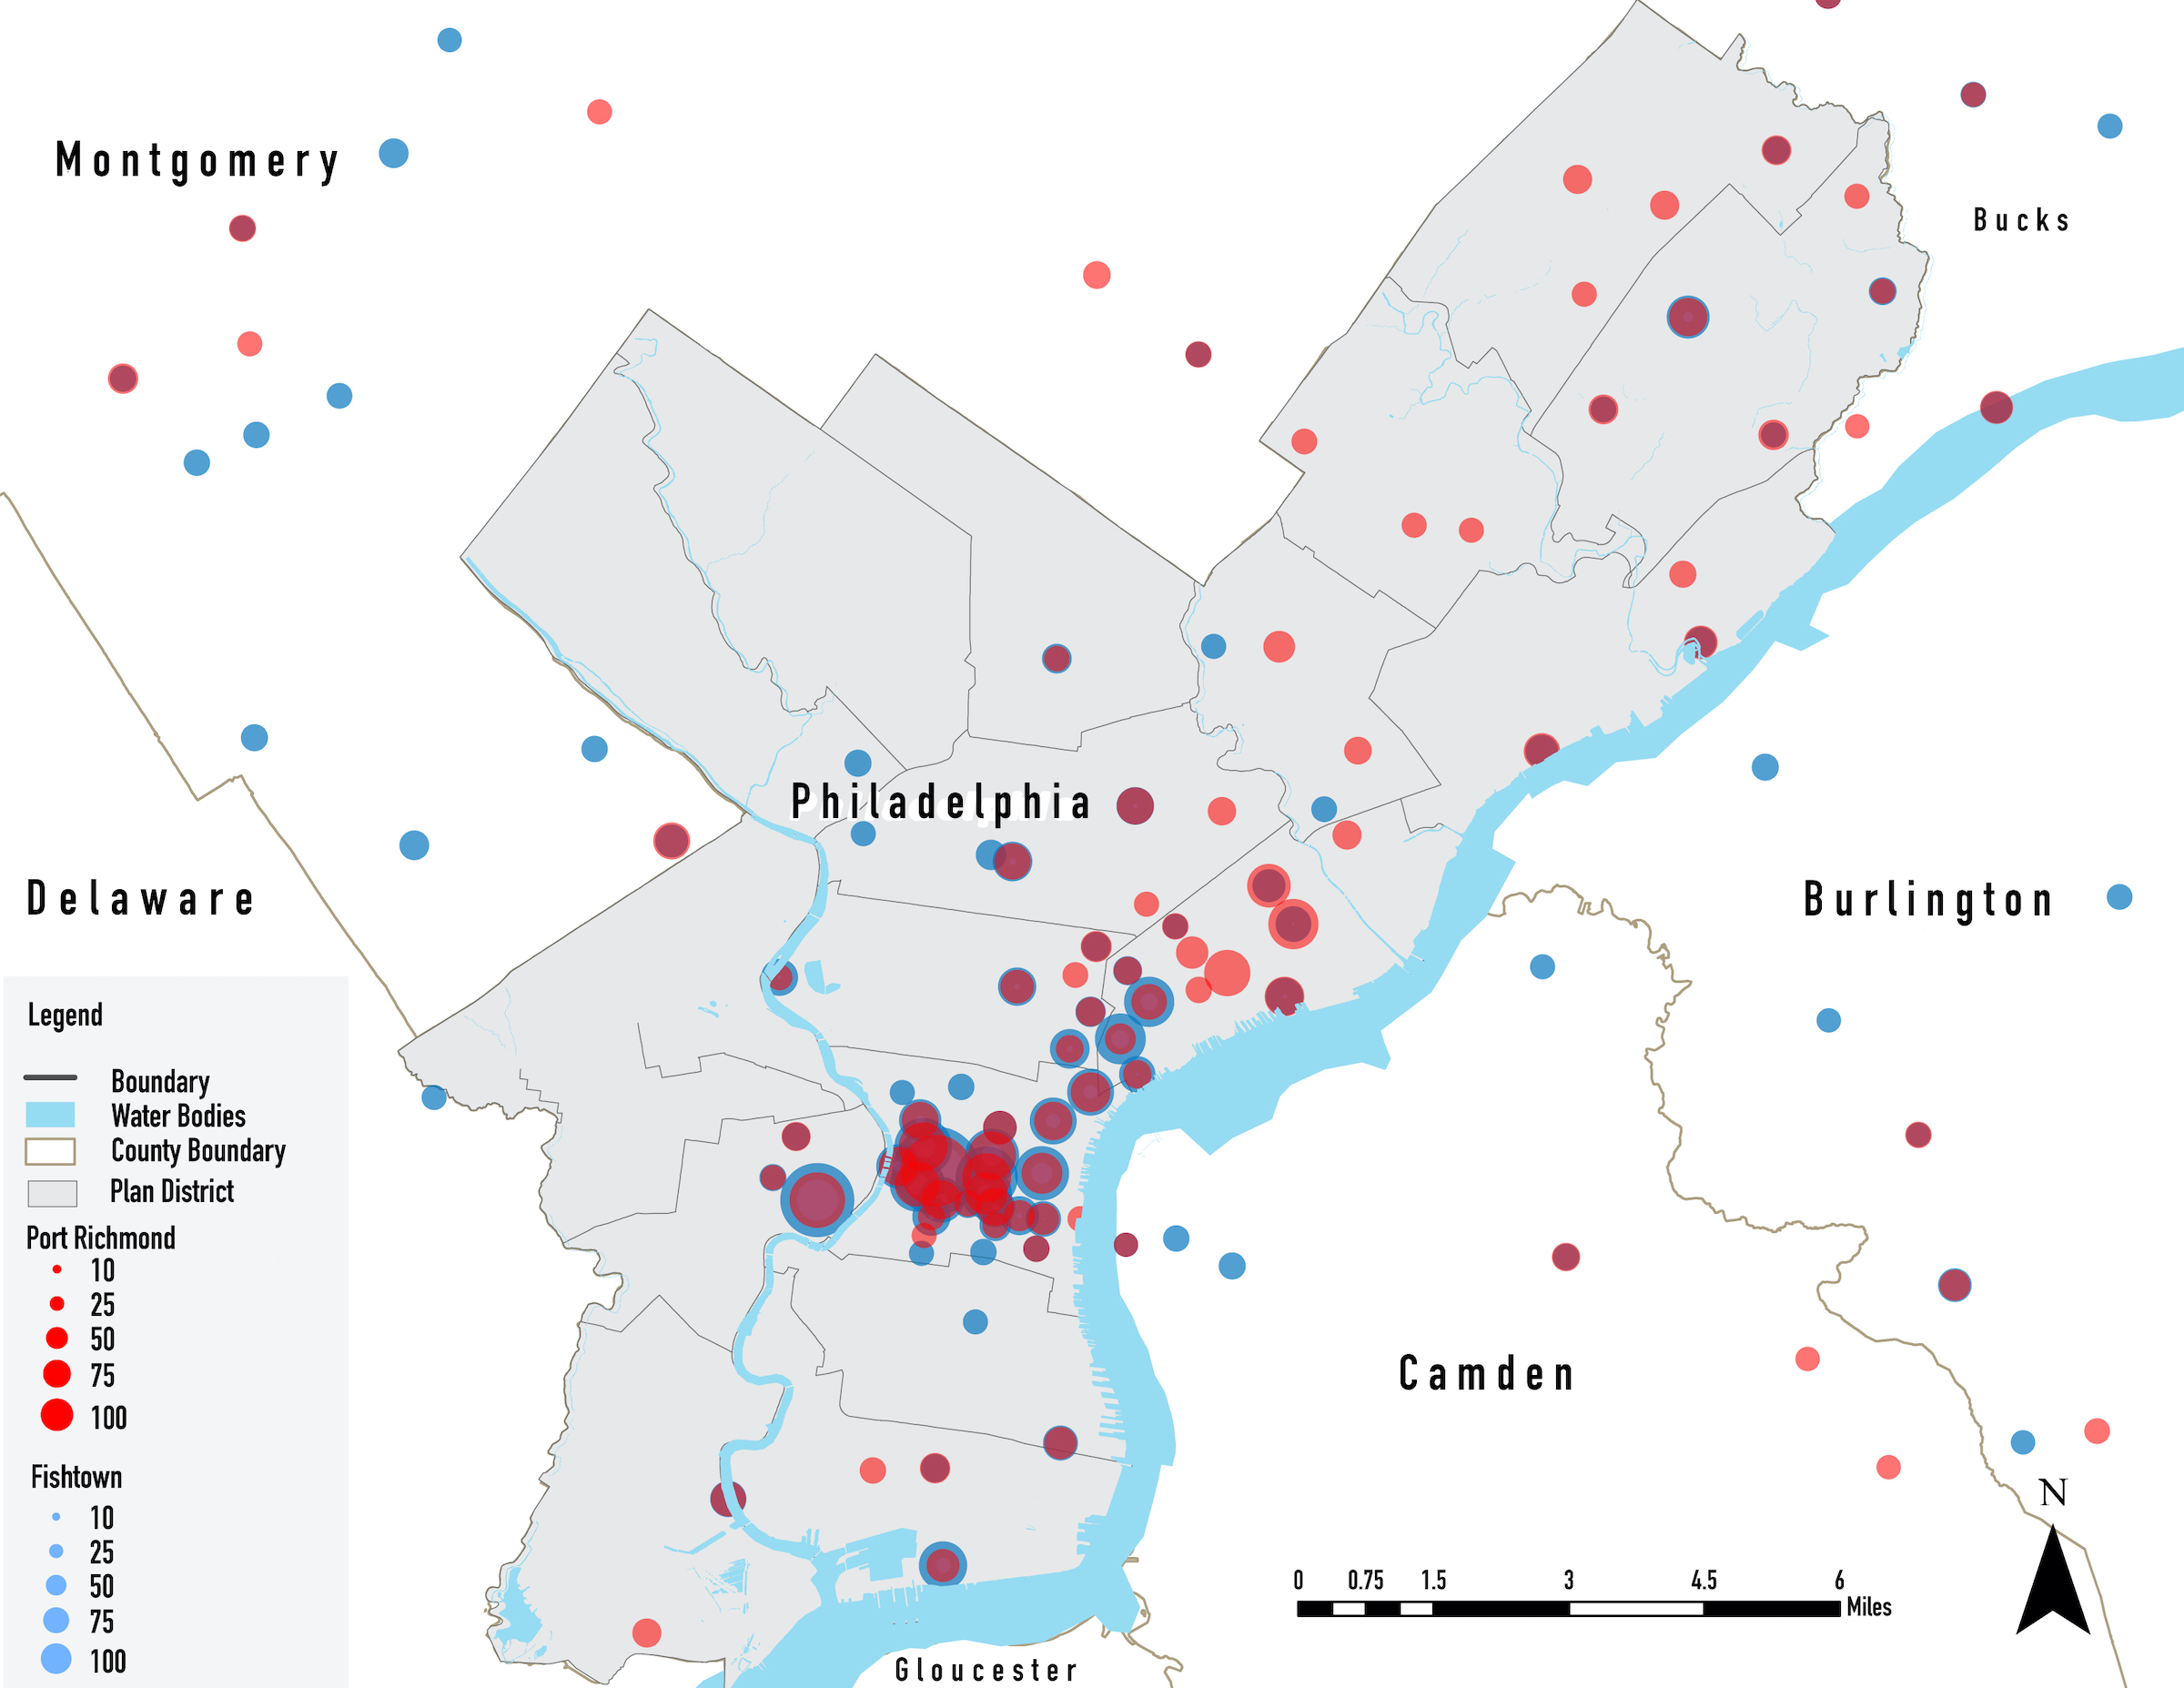 Montgomery
Bucks
Philadelphia
Delaware
Burlington
Legend
Boundary
Water Bodies
County Boundary
Plan District
Port Richmond
10
25
50
75
100
Fishtown
10
25
50
75
100
Camden
N
0 0.75 1.5 3 4.5 6
Miles
Gloucester